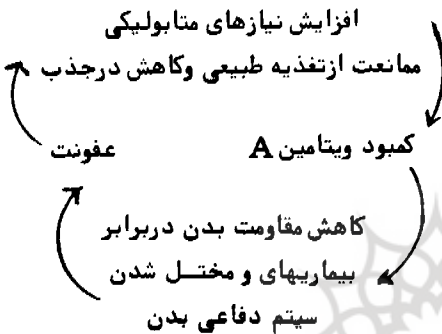 افزایش نیازهای متابولیکی
ممانعت ازتغذیه طبیعی وکاهش درجذب
کمبود ویتامین A
عفونت
کاهش مقاومت بدن دربرابر
بیماریهای و مختـل شدن
سیتم دفاعی بدن